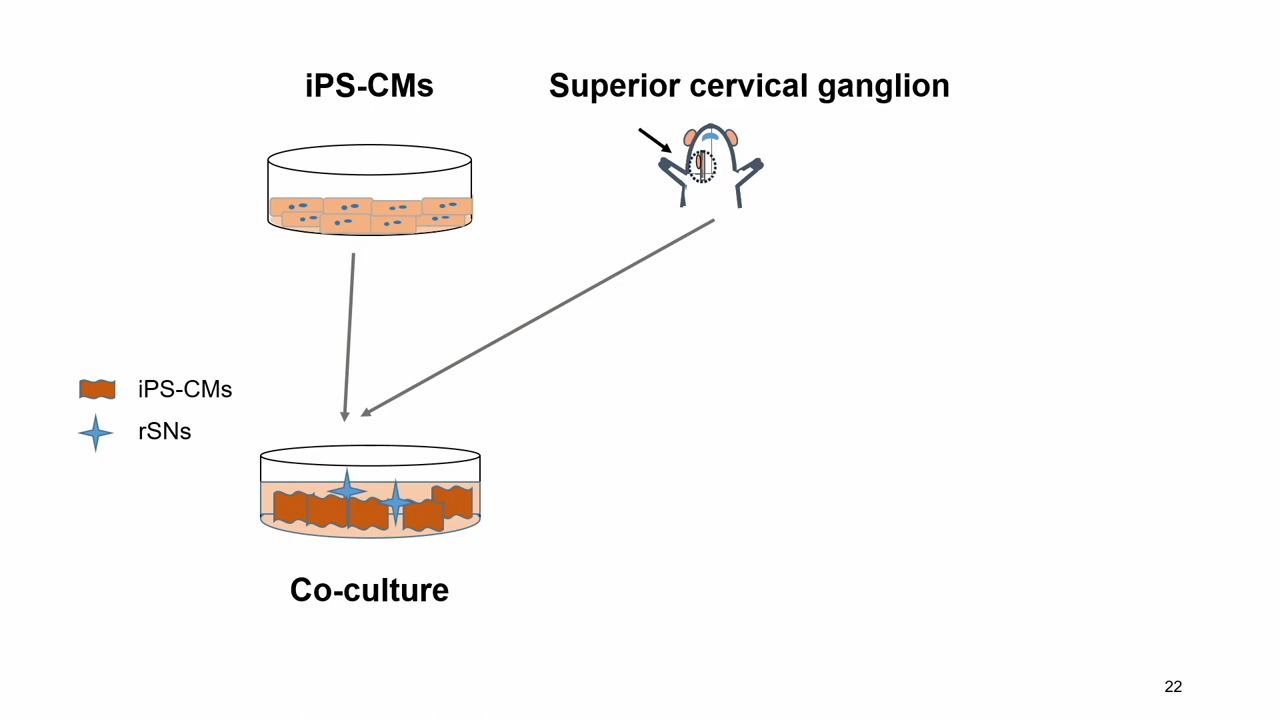 iPS-CMs
Superior cervical ganglion
iPS-CMs
rSNs
Co-culture
22